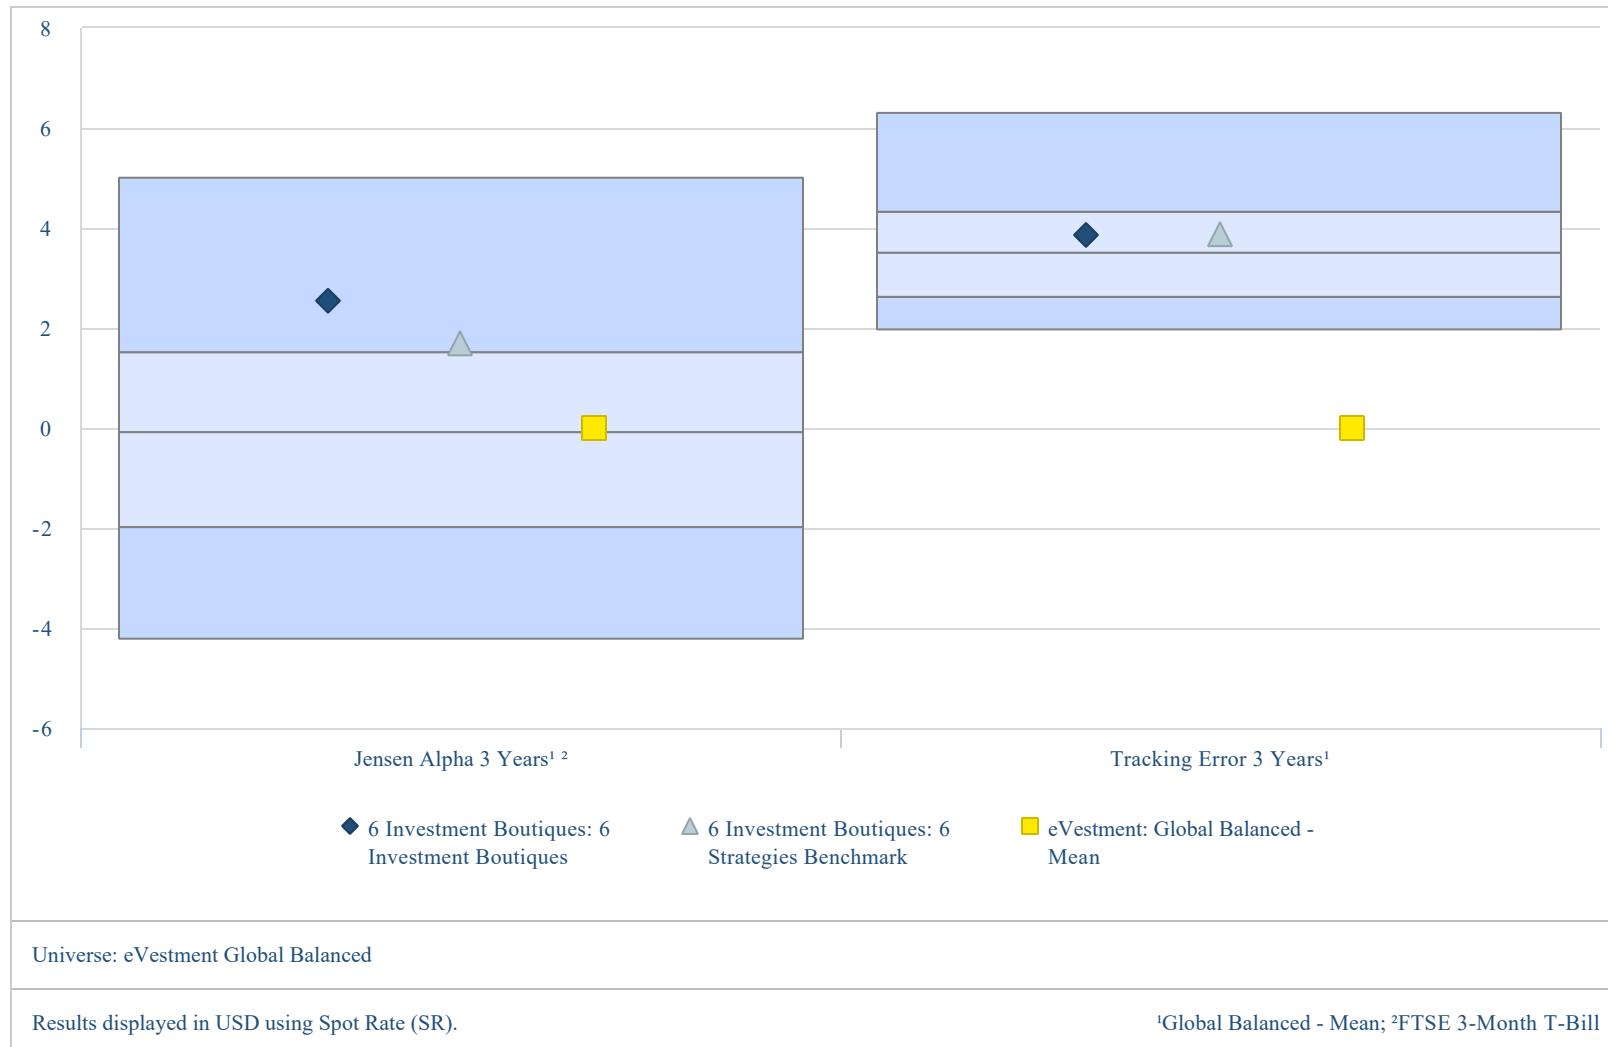 8
6
4
2
0
-2
-4
-6
Jensen Alpha 3 Years¹ ²
Tracking Error 3 Years¹
6 Investment Boutiques: 6
Investment Boutiques
6 Investment Boutiques: 6
Strategies Benchmark
eVestment: Global Balanced -
Mean
Universe: eVestment Global Balanced
Results displayed in USD using Spot Rate (SR).
¹Global Balanced - Mean; ²FTSE 3-Month T-Bill